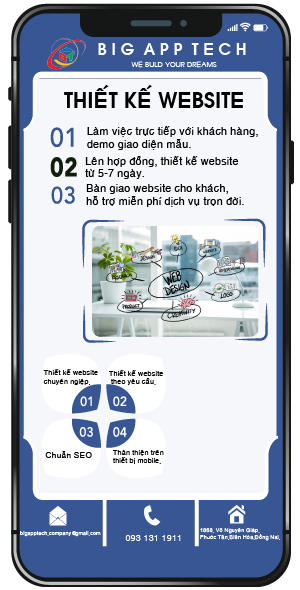 BIG APP TECH
WE BUILD YOUR DREAMS
THIẾT KẾ WEBSITE
01 Làm việc trực tiếp với khách hàng,
demo giao diện mẫu.
02 Lên hợp đồng, thiết kế website
từ 5-7 ngày.
03 Bàn giao website cho khách,
hỗ trợ miễn phí dịch vụ trọn đời.
WEB
DESIGN
LOGO
PRODUCT
CREATIVITY
Thiết kế website
chuyên ngiệp.
Thiết kế website
theo yêu cầu.
01 02
03 04
Chuẩn SEO
Thân thiện trên
thiết bị mobile.
bigapptech.company@gmail.com
093 131 1911
1868, Võ Nguyên Giáp,
Phước Tân,Biên Hòa,Đồng Nai.